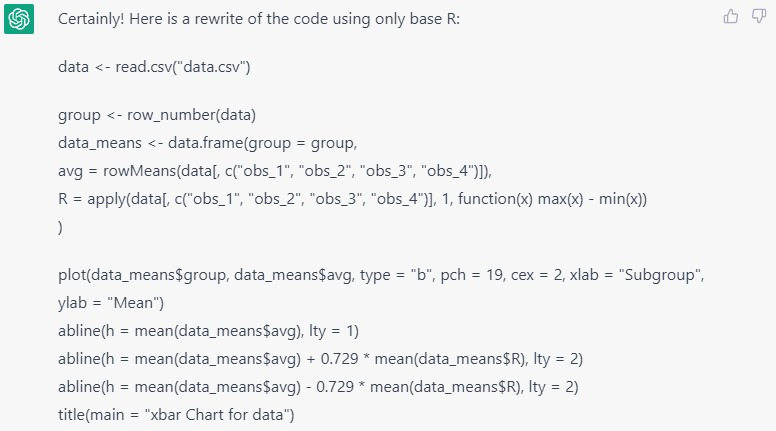 Certainly! Here is a rewrite of the code using only base R:
data <- read.csv("data.csv")
group <- row_number(data)
data_means <- data.frame(group = group,
avg = rowMeans(data[, c("obs_1", "obs_2", "obs_3", "obs_4")]),
R = apply(data[, c("obs_1", "obs_2", "obs_3", "obs_4")], 1, function(x) max(x) - min(x))
)
plot(data_means$group, data_means$avg, type = "b", pch = 19, cex = 2, xlab = "Subgroup",
ylab = "Mean")
abline(h = mean(data_means$avg), lty = 1)
abline(h = mean(data_means$avg) + 0.729 * mean(data_means$R), lty = 2)
abline(h = mean(data_means$avg) - 0.729 * mean(data_means$R), lty = 2)
title(main = "xbar Chart for data")